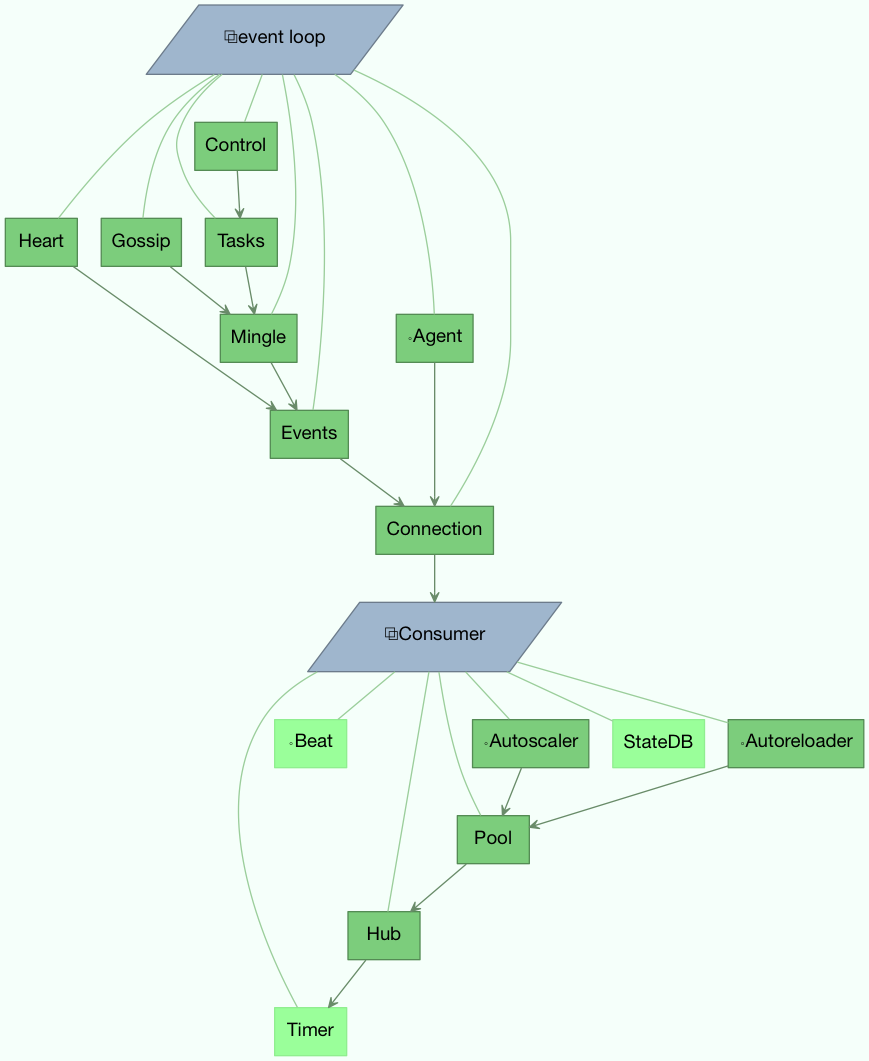 ⧉event loop
Control
Heart
Gossip
Tasks
Mingle
◦Agent
Events
Connection
⧉Consumer
◦Beat
◦Autoscaler
StateDB
◦Autoreloader
Pool
Hub
Timer